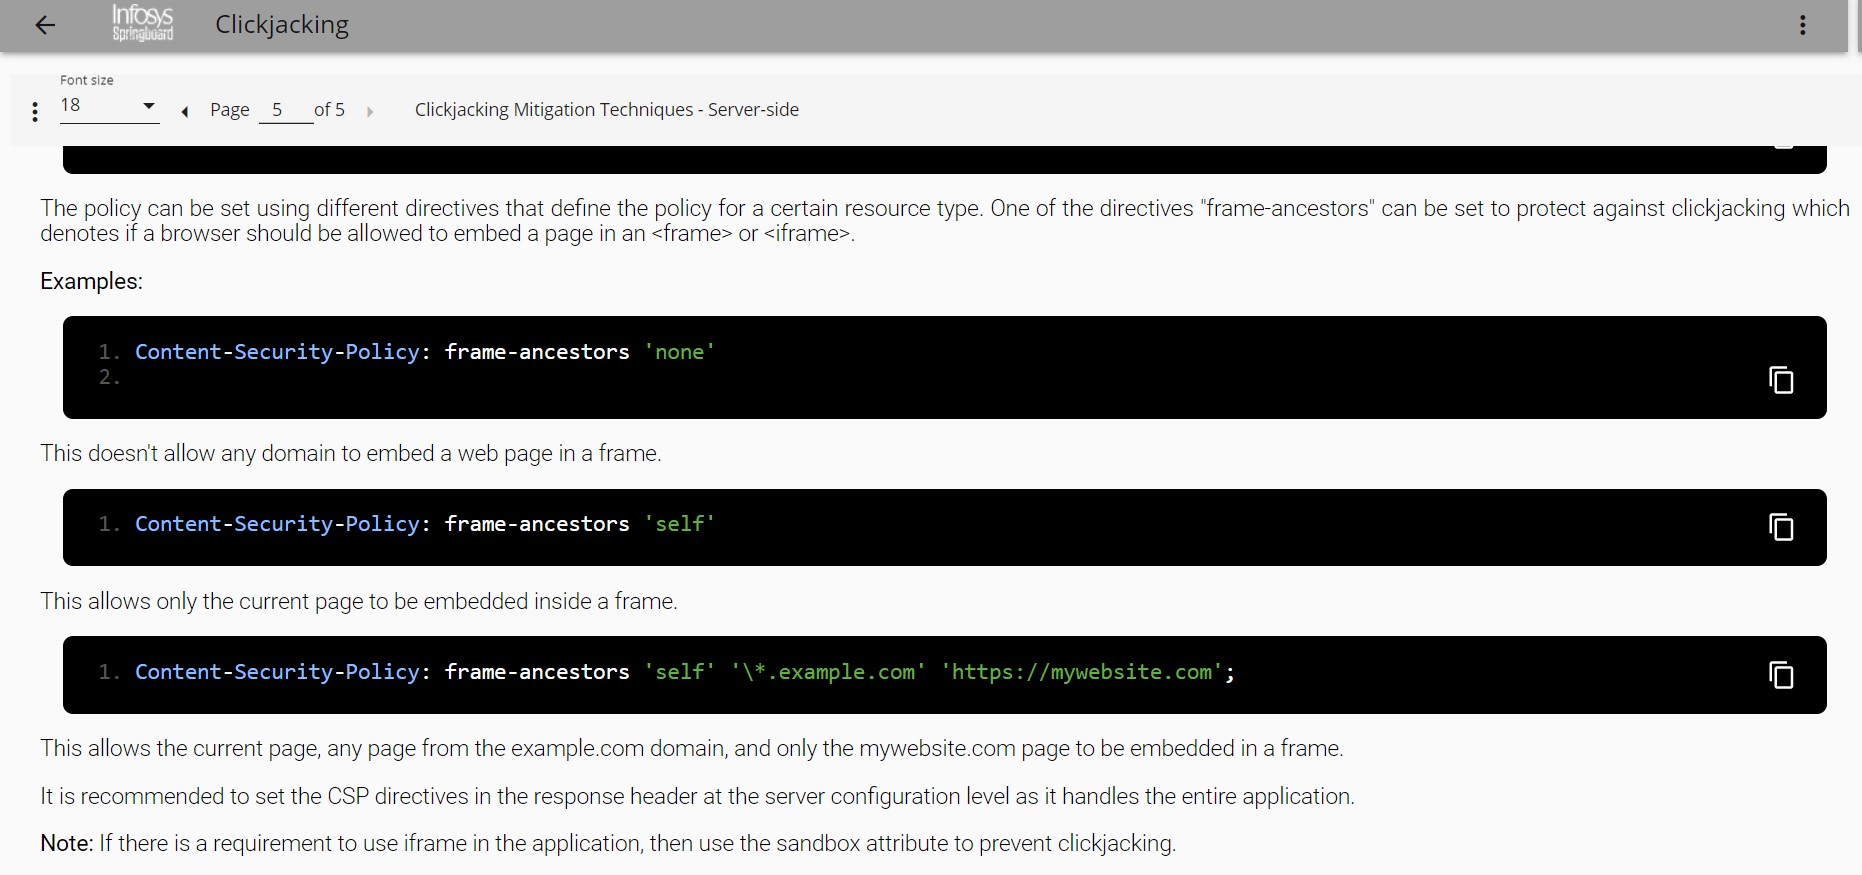 Infosys
Springboard
Clickjacking
Font size
18
Page 5 of 5
Clickjacking Mitigation Techniques - Server-side
The policy can be set using different directives that define the policy for a certain resource type. One of the directives "frame-ancestors" can be set to protect against clickjacking which
denotes if a browser should be allowed to embed a page in an <frame> or <iframe>.
Examples:
1. Content-Security-Policy: frame-ancestors 'none'
2.
This doesn't allow any domain to embed a web page in a frame.
1. Content-Security-Policy: frame-ancestors 'self'
This allows only the current page to be embedded inside a frame.
1. Content-Security-Policy: frame-ancestors 'self' '\*.example.com' 'https://mywebsite.com';
This allows the current page, any page from the example.com domain, and only the mywebsite.com page to be embedded in a frame.
It is recommended to set the CSP directives in the response header at the server configuration level as it handles the entire application.
Note: If there is a requirement to use iframe in the application, then use the sandbox attribute to prevent clickjacking.